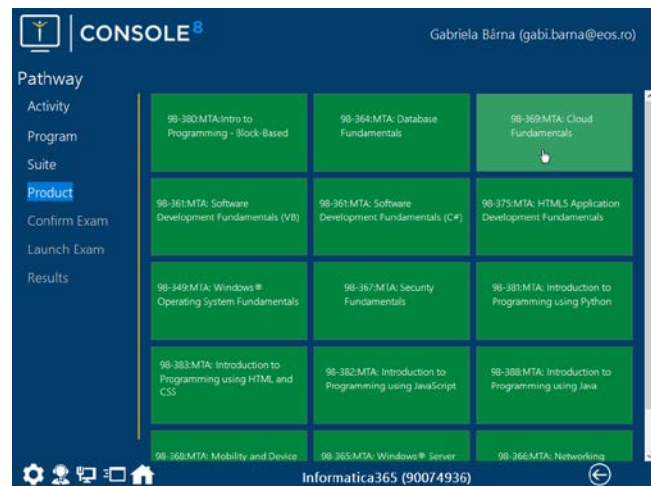 CONSOLE8
Gabriela Bârna (gabi.barna@eos.ro)
Pathway
Activity
Program
Suite
Product
Confirm Exam
Launch Exam
Results
98-380:MTA:Intro to
Programming - Block-Based
98-364:MTA: Database
Fundamentals
98-369:MTA: Cloud
Fundamentals
98-361:MTA: Software
Development Fundamentals (VB)
98-361:MTA: Software
Development Fundamentals (C#)
98-375:MTA: HTML5 Application
Development Fundamentals
98-349:MTA: Windows®
Operating System Fundamentals
98-367:MTA: Security
Fundamentals
98-381:MTA: Introduction to
Programming using Python
98-383:MTA: Introduction to
Programming using HTML and
CSS
98-382:MTA: Introduction to
Programming using JavaScript
98-388:MTA: Introduction to
Programming using Java
98-368:MTA: Mobility and Device
98-365:MTA: Windows® Server
98-366:MTA: Networking
Informatica365 (90074936)